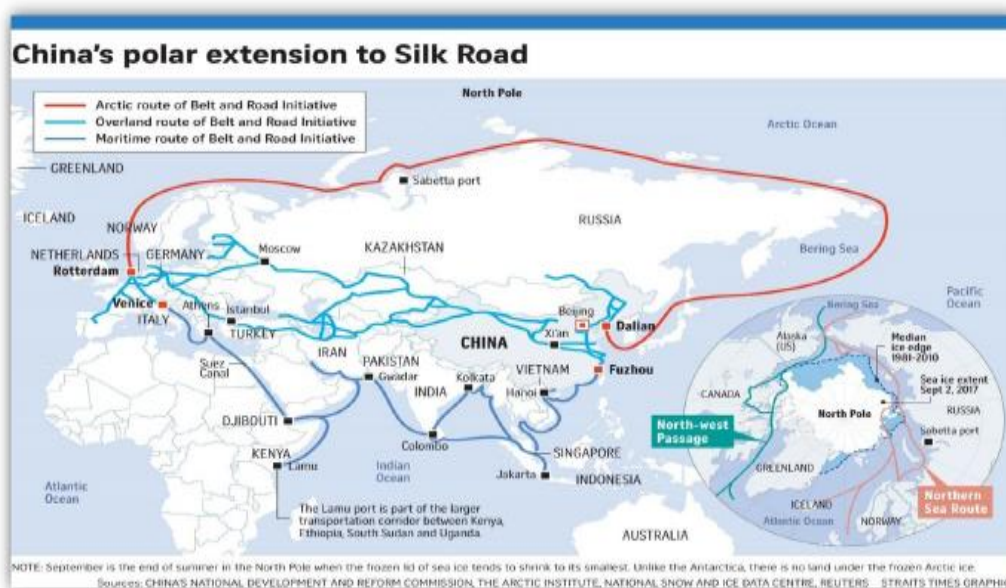 China's polar extension to Silk Road
Arctic route of Belt and Road Initiative
Overland route of Belt and Road Initiative
Maritime route of Belt and Road Initiative
North Pole
Arctic Ocean
GREENLAND
Sabetta port
ICELAND
NORWAY
RUSSIA
NETHERLANDS
GERMANY
Moscow
KAZAKHSTAN
Bering Sea
Rotterdam
Pacific
Ocean
Venice
Athens
Istanbul
Beijing
Dalian
ITALY
TURKEY
Xi'an
CHINA
IRAN
PAKISTAN
Suez
Canal
Gwadar
Kolkata
VIETNAM
Fuzhou
INDIA
Hanoi
DJIBOUTI
KENYA
Lamu
Colombo
SINGAPORE
Indian
Ocean
Jakarta
INDONESIA
Atlantic
Ocean
The Lamu port is part of the larger
transportation corridor between Kenya,
Ethiopia, South Sudan and Uganda.
AUSTRALIA
Bering Sea
Alaska
(US)
Median
ice edge
1981-2010
Sea ice extent
Sept 2, 2017
CANADA
North Pole
RUSSIA
North-west
Passage
Sabetta port
GREENLAND
Northern
Sea Route
ICELAND
Atlantic Ocean
NORWAY
NOTE: September is the end of summer in the North Pole when the frozen lid of sea ice tends to shrink to its smallest. Unlike the Antarctica, there is no land under the frozen Arctic ice.
Sources: CHINA'S NATIONAL DEVELOPMENT AND REFORM COMMISSION, THE ARCTIC INSTITUTE, NATIONAL SNOW AND ICE DATA CENTRE, REUTERS STRAITS TIMES GRAPH